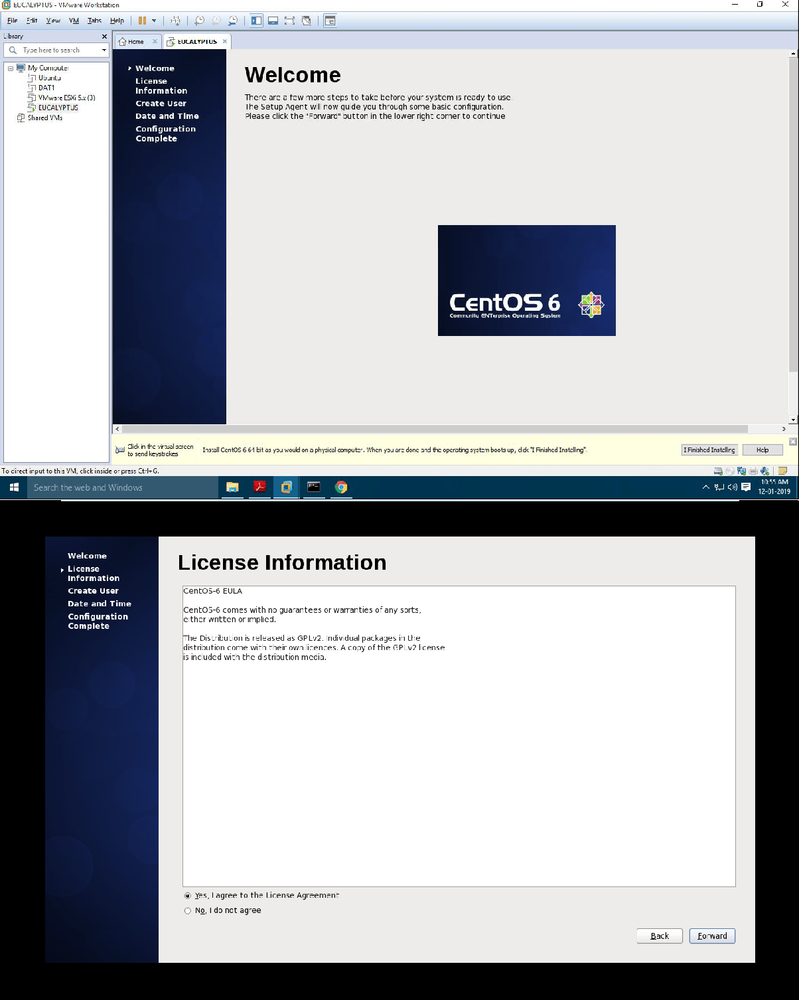 EUCALYPTUS - VMware Workstation
File Edit View VM Tabs Help
Library
Type here to search
My Computer
Ubuntu
DAT1
VMware ESXi 5.x (3)
EUCALYPTUS
Shared VMs
Home
EUCALYPTUS
Welcome
License
Information
Create User
Date and Time
Configuration
Complete
Welcome
There are a few more steps to take before your system is ready to use.
The Setup Agent will now guide you through some basic configuration.
Please click the "Forward" button in the lower right corner to continue
CentOS 6
Community ENTerprise Operating System
Click in the virtual screen
to send keystrokes
Install CentOS 6 64 bit as you would on a physical computer. When you are done and the operating system boots up, click "I Finished Installing".
I Finished Installing
Help
To direct input to this VM, click inside or press Ctrl+G.
Search the web and Windows
10:55 AM
12-01-2019
Welcome
License
Information
Create User
Date and Time
Configuration
Complete
License Information
CentOS-6 EULA
CentOS-6 comes with no guarantees or warranties of any sorts,
either written or implied.
The Distribution is released as GPLv2. Individual packages in the
distribution come with their own licences. A copy of the GPLv2 license
is included with the distribution media.
Yes, I agree to the License Agreement
No, I do not agree
Back
Forward